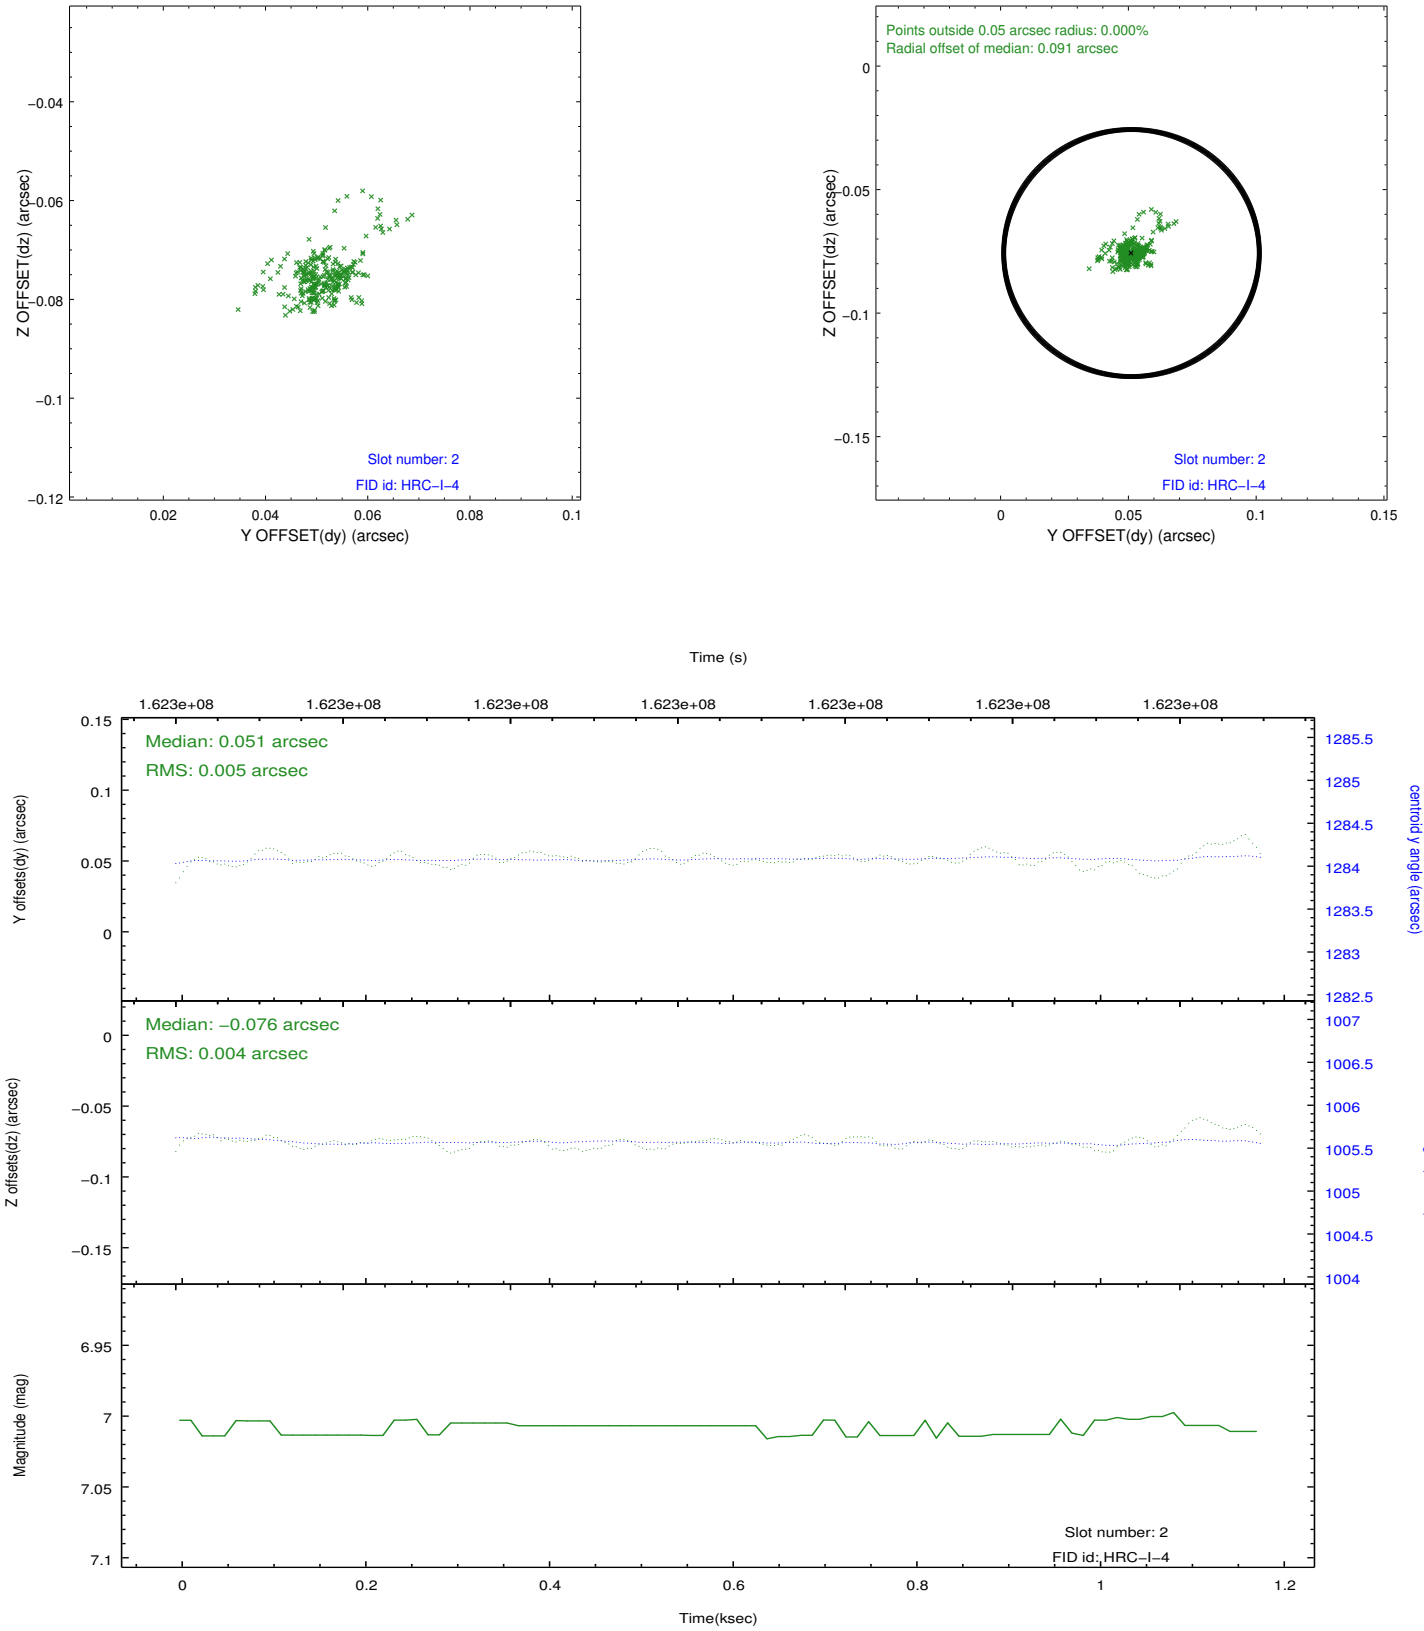 −0.04
−0.06
−0.08
−0.1
−0.12
Z OFFSET(dz) (arcsec)
Slot number: 2
FID id: HRC−I−4
0.02 0.04 0.06 0.08 0.1
Y OFFSET(dy) (arcsec)
Points outside 0.05 arcsec radius: 0.000%
Radial offset of median: 0.091 arcsec
0
−0.05
−0.1
−0.15
Z OFFSET(dz) (arcsec)
Slot number: 2
FID id: HRC−I−4
0 0.05 0.1 0.15
Y OFFSET(dy) (arcsec)
Time (s)
1.623e+08 1.623e+08 1.623e+08 1.623e+08 1.623e+08 1.623e+08 1.623e+08
Median: 0.051 arcsec
RMS: 0.005 arcsec
0.15
0.1
0.05
0
Y offsets(dy) (arcsec)
1285.5
1285
1284.5
1284
1283.5
1283
1282.5
centroid y angle (arcsec)
Median: −0.076 arcsec
RMS: 0.004 arcsec
0
−0.05
−0.1
−0.15
Z offsets(dz) (arcsec)
1007
1006.5
1006
1005.5
1005
1004.5
1004
6.95
7
7.05
7.1
Magnitude (mag)
Slot number: 2
FID id: HRC−I−4
0 0.2 0.4 0.6 0.8 1 1.2
Time(ksec)